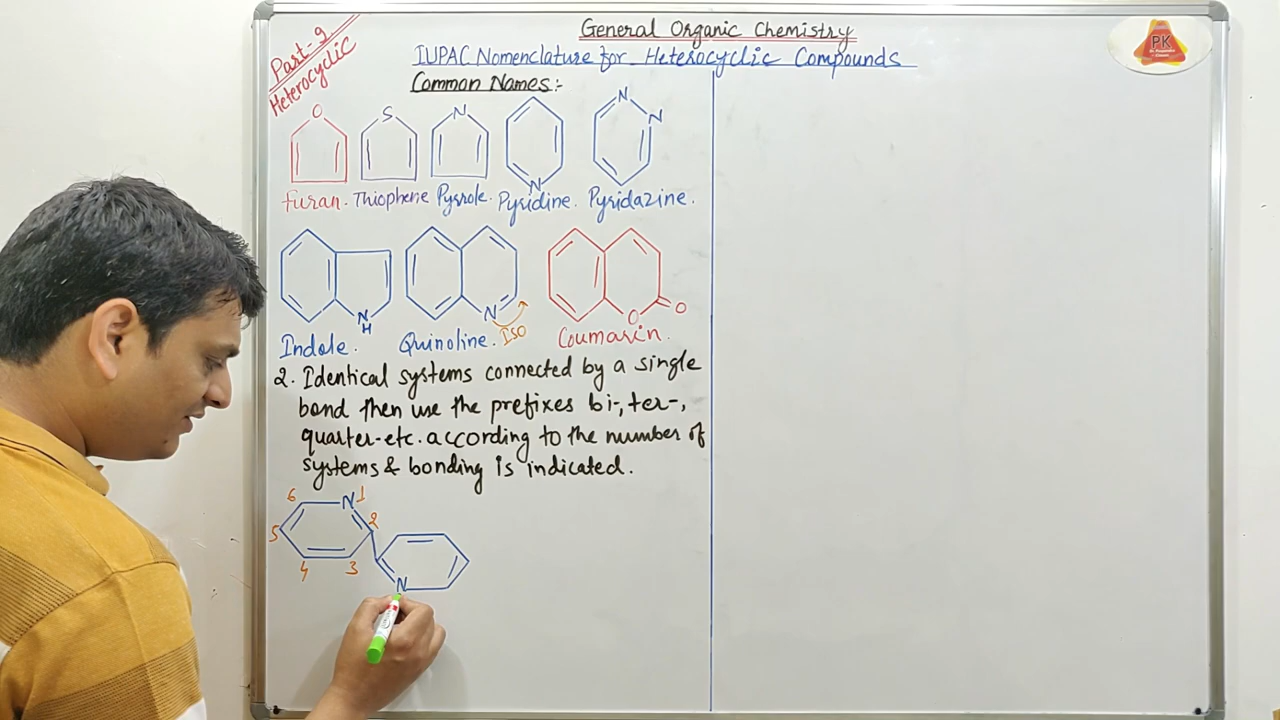 General Organic Chemistry
IUPAC Nomenclature for Heterocyclic Compounds
Part-9
Heterocyclic
Common Names:-
O S N N N N
Furan. Thiophene Pyrrole. Pyridine. Pyridazine.
N H N ISO O O
Indole. Quinoline. Coumarin.
2. Identical systems connected by a single
bond then use the prefixes bi-, ter-,
quarter-etc. according to the number of
systems & bonding is indicated.
6 N 1
5 2
4 3
N
PK